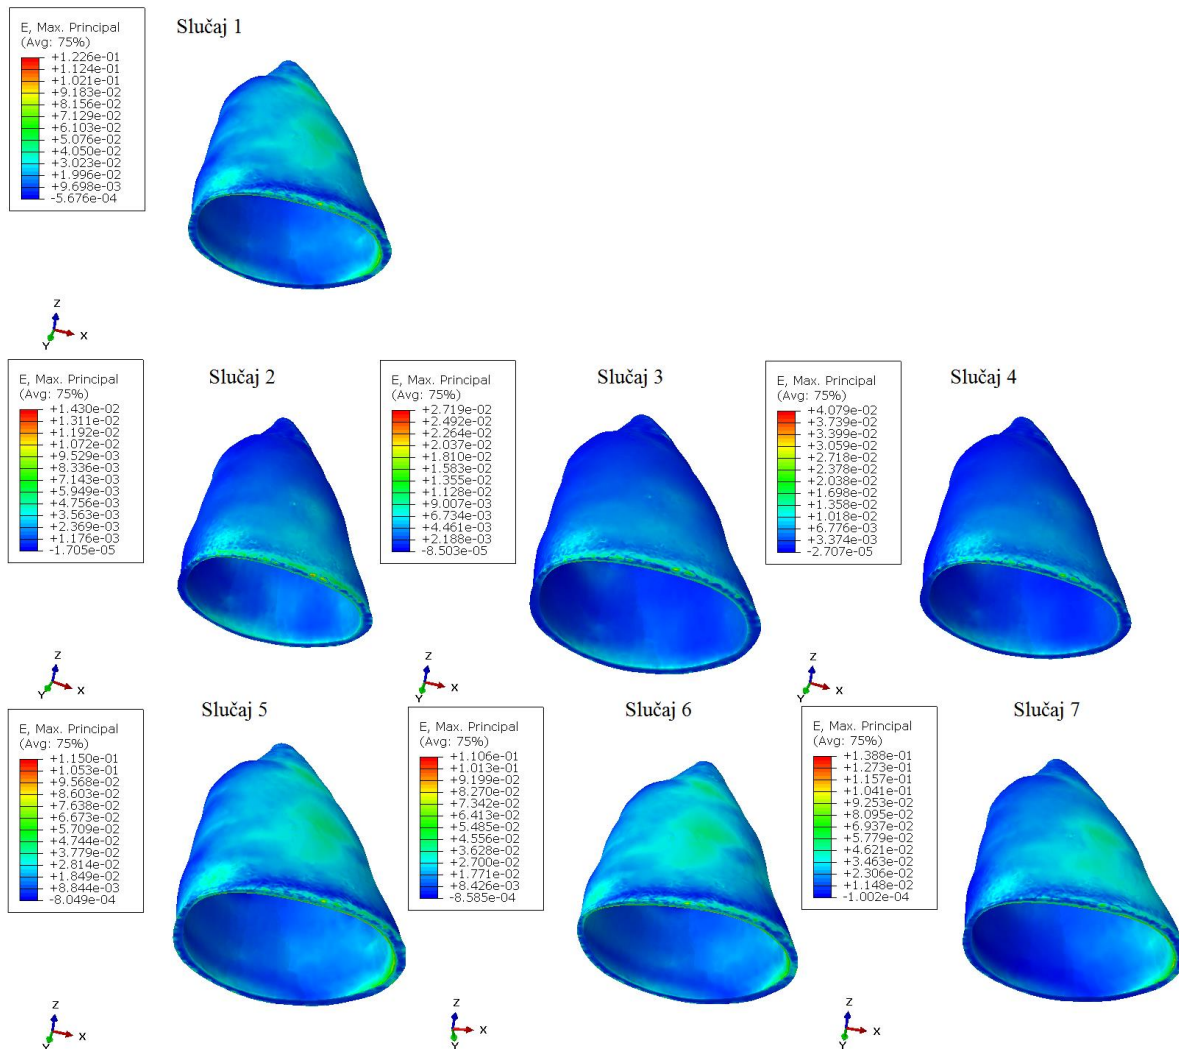 Slučaj 1
E, Max. Principal
(Avg: 75%)
+1.226e-01
+1.124e-01
+1.021e-01
+9.183e-02
+8.156e-02
+7.129e-02
+6.103e-02
+5.076e-02
+4.050e-02
+3.023e-02
+1.996e-02
+9.698e-03
-5.676e-04
Z
X
Y
Slučaj 2
E, Max. Principal
(Avg: 75%)
+1.430e-02
+1.311e-02
+1.192e-02
+1.072e-02
+9.529e-03
+8.336e-03
+7.143e-03
+5.949e-03
+4.756e-03
+3.563e-03
+2.369e-03
+1.176e-03
-1.705e-05
Z
X
Y
Slučaj 3
E, Max. Principal
(Avg: 75%)
+2.719e-02
+2.492e-02
+2.264e-02
+2.037e-02
+1.810e-02
+1.583e-02
+1.355e-02
+1.128e-02
+9.007e-03
+6.734e-03
+4.461e-03
+2.188e-03
-8.503e-05
Z
X
Y
Slučaj 4
E, Max. Principal
(Avg: 75%)
+4.079e-02
+3.739e-02
+3.399e-02
+3.059e-02
+2.718e-02
+2.378e-02
+2.038e-02
+1.698e-02
+1.358e-02
+1.018e-02
+6.776e-03
+3.374e-03
-2.707e-05
Z
X
Y
Slučaj 5
E, Max. Principal
(Avg: 75%)
+1.150e-01
+1.053e-01
+9.568e-02
+8.603e-02
+7.638e-02
+6.673e-02
+5.709e-02
+4.744e-02
+3.779e-02
+2.814e-02
+1.849e-02
+8.844e-03
-8.049e-04
Z
X
Y
Slučaj 6
E, Max. Principal
(Avg: 75%)
+1.106e-01
+1.013e-01
+9.199e-02
+8.270e-02
+7.342e-02
+6.413e-02
+5.485e-02
+4.556e-02
+3.628e-02
+2.700e-02
+1.771e-02
+8.426e-03
-8.585e-04
Z
X
Y
Slučaj 7
E, Max. Principal
(Avg: 75%)
+1.388e-01
+1.273e-01
+1.157e-01
+1.041e-01
+9.253e-02
+8.095e-02
+6.937e-02
+5.779e-02
+4.621e-02
+3.463e-02
+2.306e-02
+1.148e-02
-1.002e-04
Z
X
Y